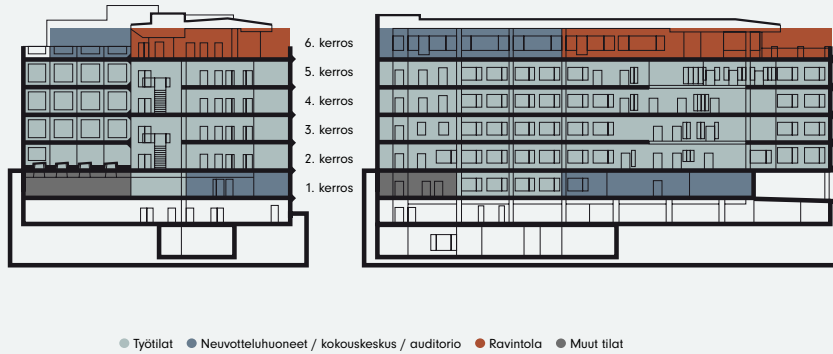 6. kerros
5. kerros
4. kerros
3. kerros
2. kerros
1. kerros
Työtilat Neuvotteluhuoneet / kokouskeskus / auditorio Ravintola Muut tilat